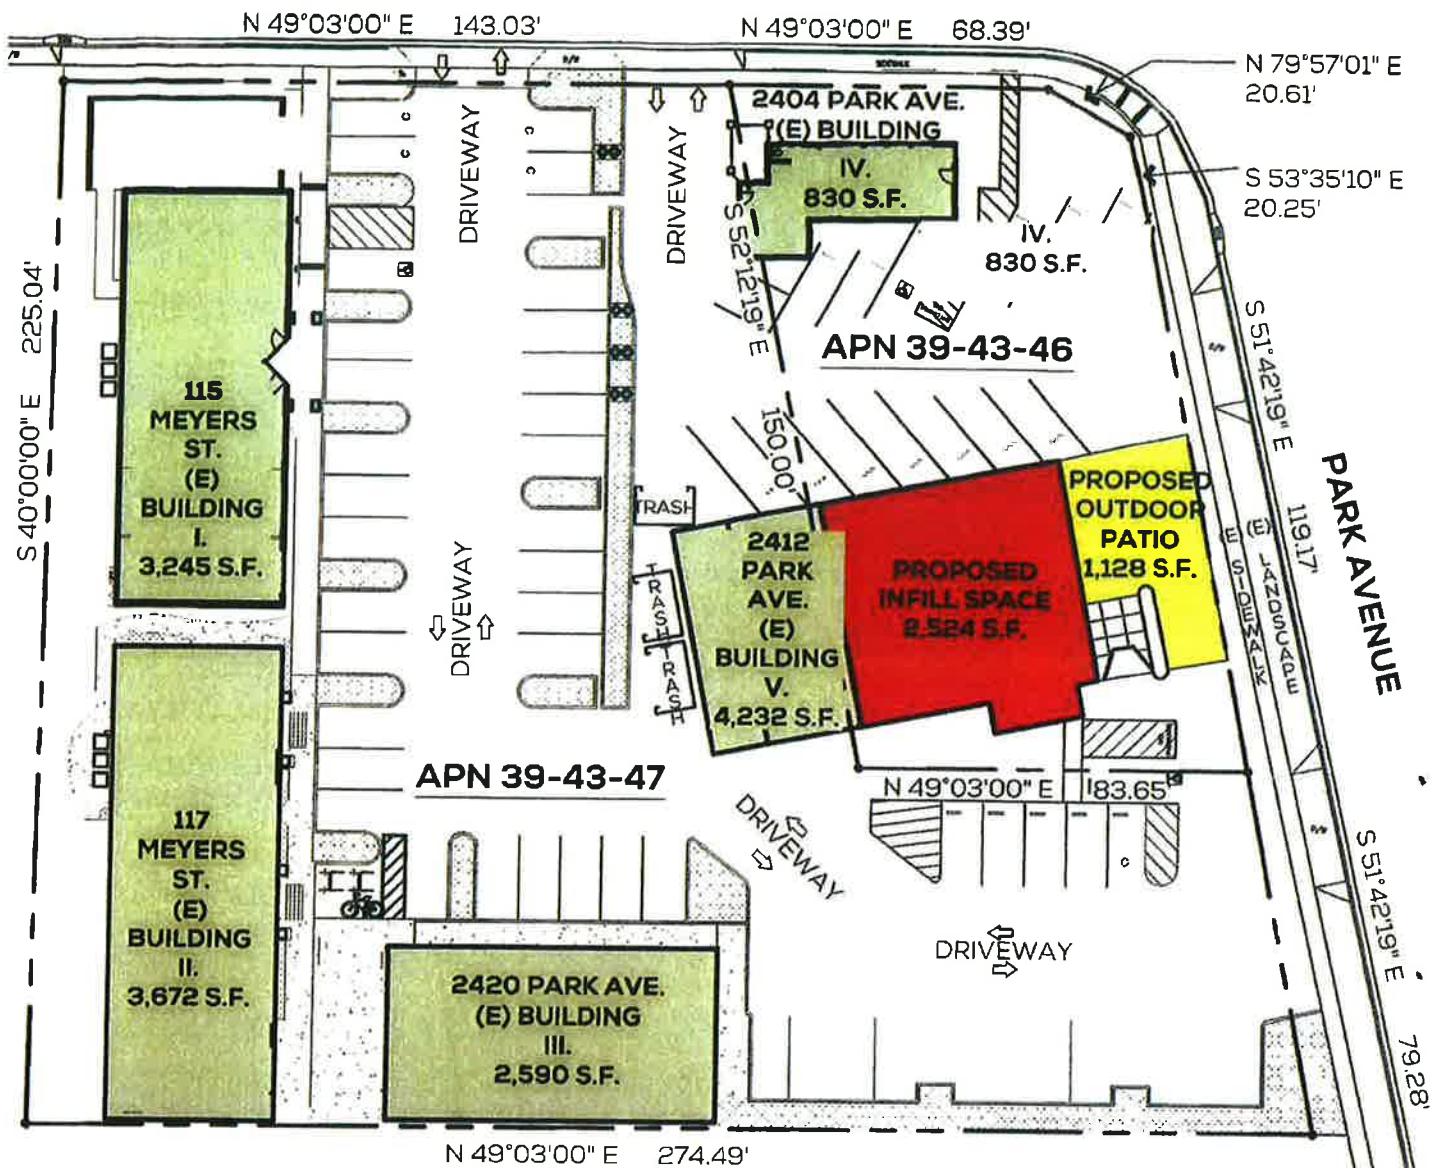 N 49°03'00" E 143.03'
N 49°03'00" E 68.39'
N 79°57'01" E
20.61'
S 53°35'10" E
20.25'
2404 PARK AVE.
(E) BUILDING
IV.
830 S.F.
IV.
830 S.F.
DRIVEWAY
DRIVEWAY
S 52°12'19" E
150.00'
APN 39-43-46
S 51°42'19" E
119.17'
PARK AVENUE
S 40°00'00" E 225.04'
115
MEYERS
ST.
(E)
BUILDING
I.
3,245 S.F.
C
C
C
C
TRASH
TRASH
TRASH
DRIVEWAY
2412
PARK
AVE.
(E)
BUILDING
V.
4,232 S.F.
PROPOSED
INFILL SPACE
2,524 S.F.
PROPOSED
OUTDOOR
PATIO
1,128 S.F.
E SIDEWALK
(E) LANDSCAPE
APN 39-43-47
N 49°03'00" E 183.65'
DRIVEWAY
C
117
MEYERS
ST.
(E)
BUILDING
II.
3,672 S.F.
2420 PARK AVE.
(E) BUILDING
III.
2,590 S.F.
DRIVEWAY
S 51°42'19" E
79.28'
N 49°03'00" E 274.49'